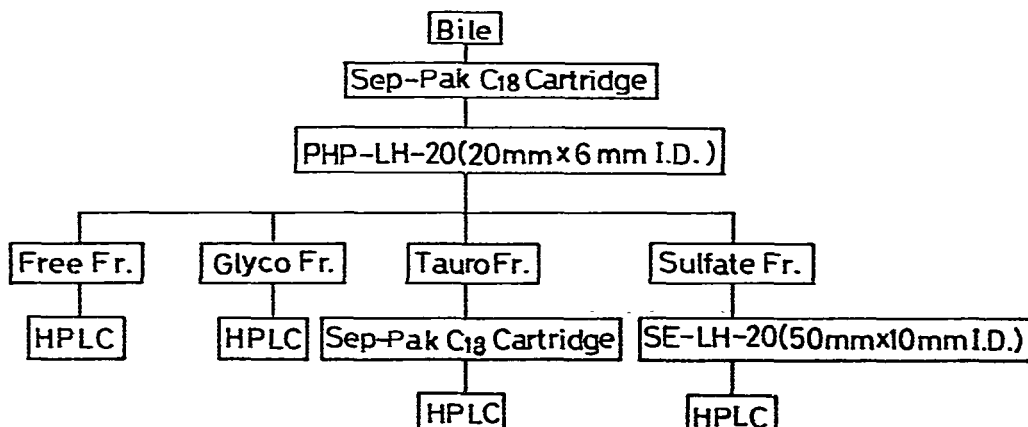 Bile
Sep-Pak C18 Cartridge
PHP-LH-20(20mm×6mm I.D.)
Free Fr.
Glyco Fr.
Tauro Fr.
Sulfate Fr.
HPLC
HPLC
Sep-Pak C18 Cartridge
SE-LH-20(50mm×10mm I.D.)
HPLC
HPLC